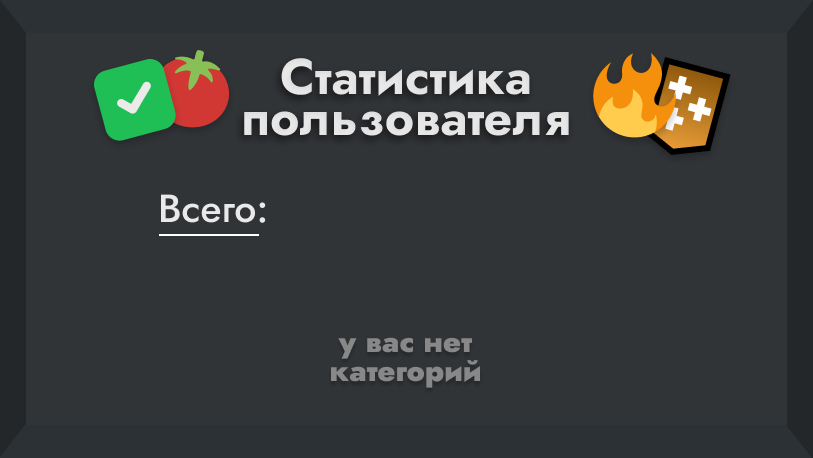 Статистика
пользователя
Всего:
у вас нет
категорий